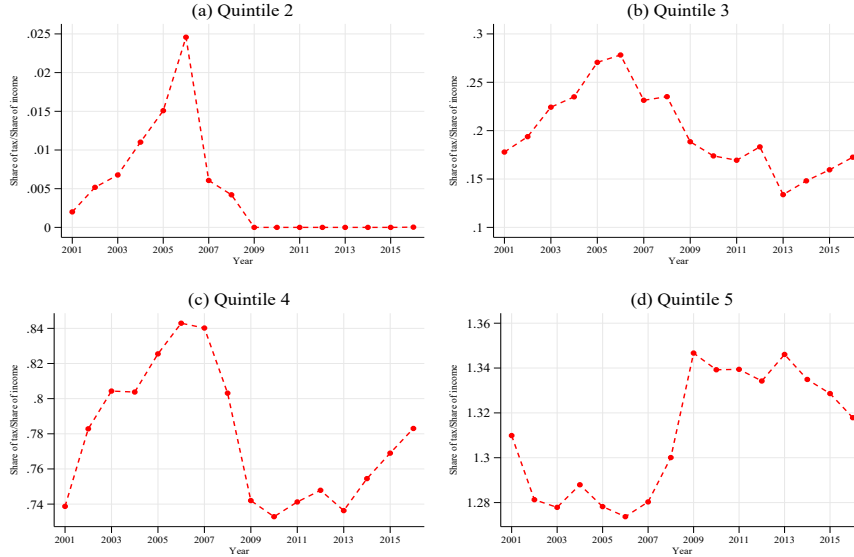 (a) Quintile 2
Share of tax/Share of income
.025
.02
.015
.01
.005
0
2001 2003 2005 2007 2009 2011 2013 2015
Year
(b) Quintile 3
Share of tax/Share of income
.3
.25
.2
.15
.1
2001 2003 2005 2007 2009 2011 2013 2015
Year
(c) Quintile 4
Share of tax/Share of income
.84
.82
.8
.78
.76
.74
2001 2003 2005 2007 2009 2011 2013 2015
Year
(d) Quintile 5
Share of tax/Share of income
1.36
1.34
1.32
1.3
1.28
2001 2003 2005 2007 2009 2011 2013 2015
Year